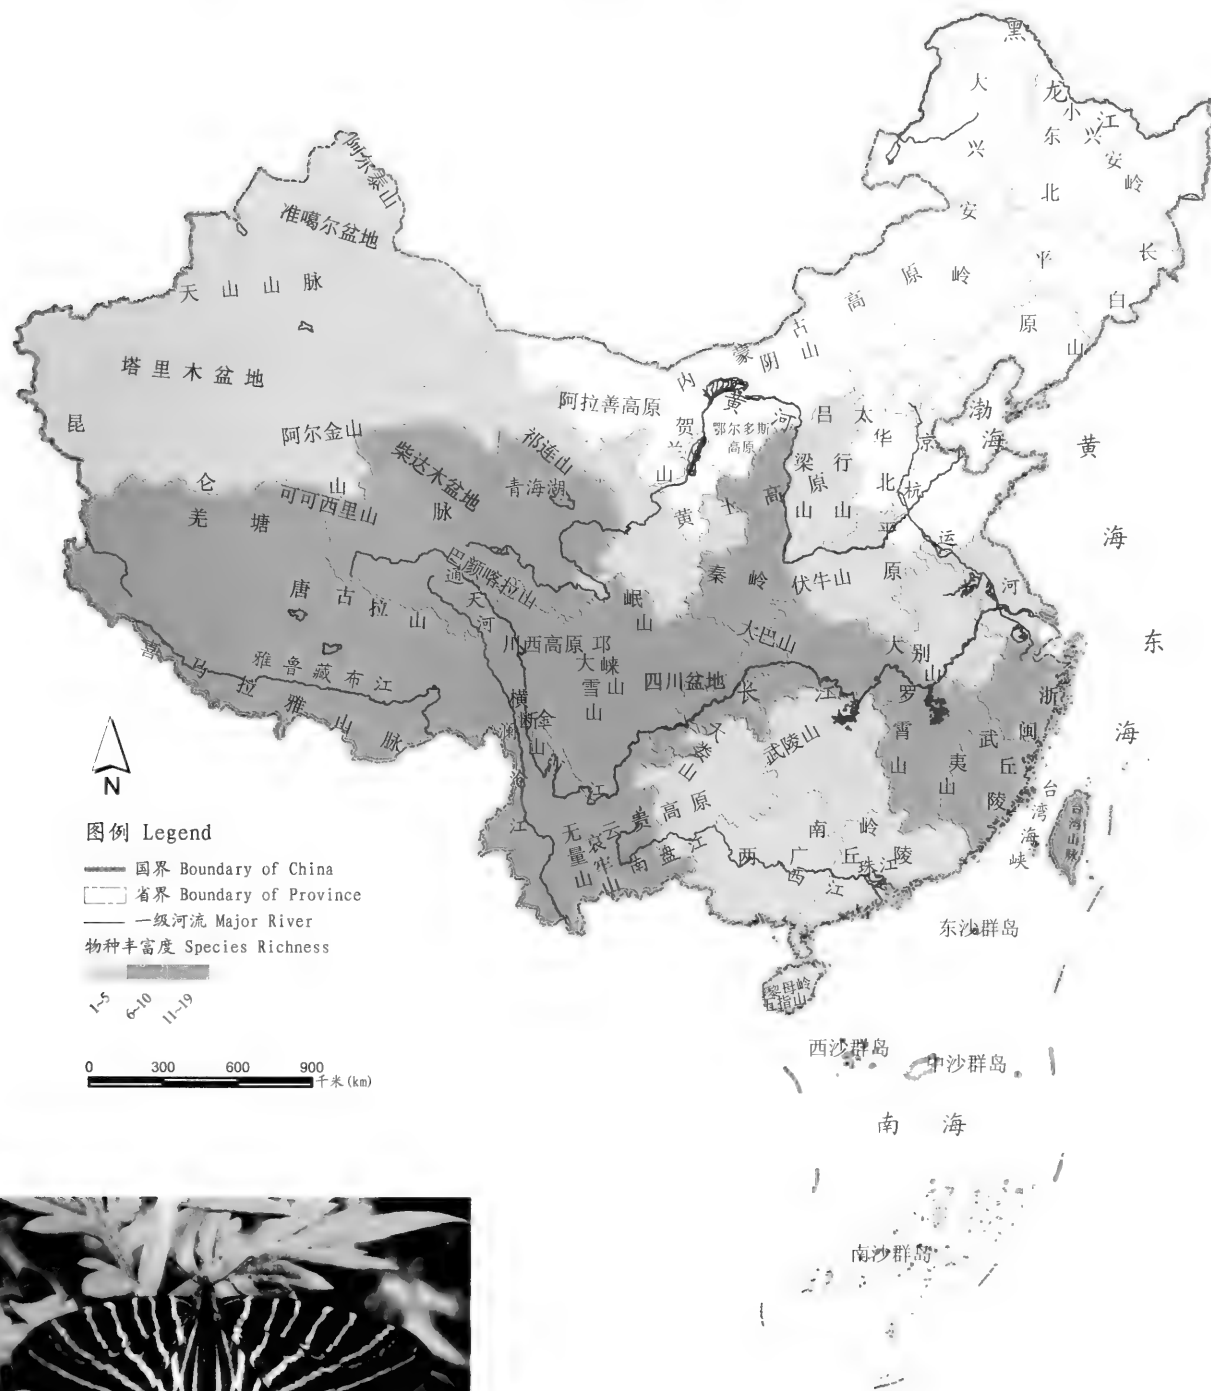 黑龙江
大兴安岭
小兴安岭
东北平原
长白山
阿尔泰山
准噶尔盆地
天山山脉
塔里木盆地
内蒙古高原
阴山
阿拉善高原
贺兰山
黄河
鄂尔多斯
高原
吕梁山
太行山
华北平原
京杭运河
渤海
黄海
昆仑山脉
阿尔金山
祁连山
柴达木盆地
青海湖
可可西里山
羌塘
黄土高原
秦岭
伏牛山
巴颜喀拉山
通天河
唐古拉山
岷山
川西高原
邛崃山
大雪山
大巴山
大别山
四川盆地
长江
东海
喜马拉雅山脉
雅鲁藏布江
横断山
金
江
澜沧江
大娄山
武陵山
罗霄山
武夷山
浙闽丘陵
无量山
哀牢山
云贵高原
南盘江
南岭
两广丘陵
西江
珠江
台湾海峡
台湾山脉
东沙群岛
黎母岭
五指山
西沙群岛
中沙群岛
南海
南沙群岛
N
图例 Legend
国界 Boundary of China
省界 Boundary of Province
一级河流 Major River
物种丰富度 Species Richness
1~5 6~10 11~19
0 300 600 900
千米(km)